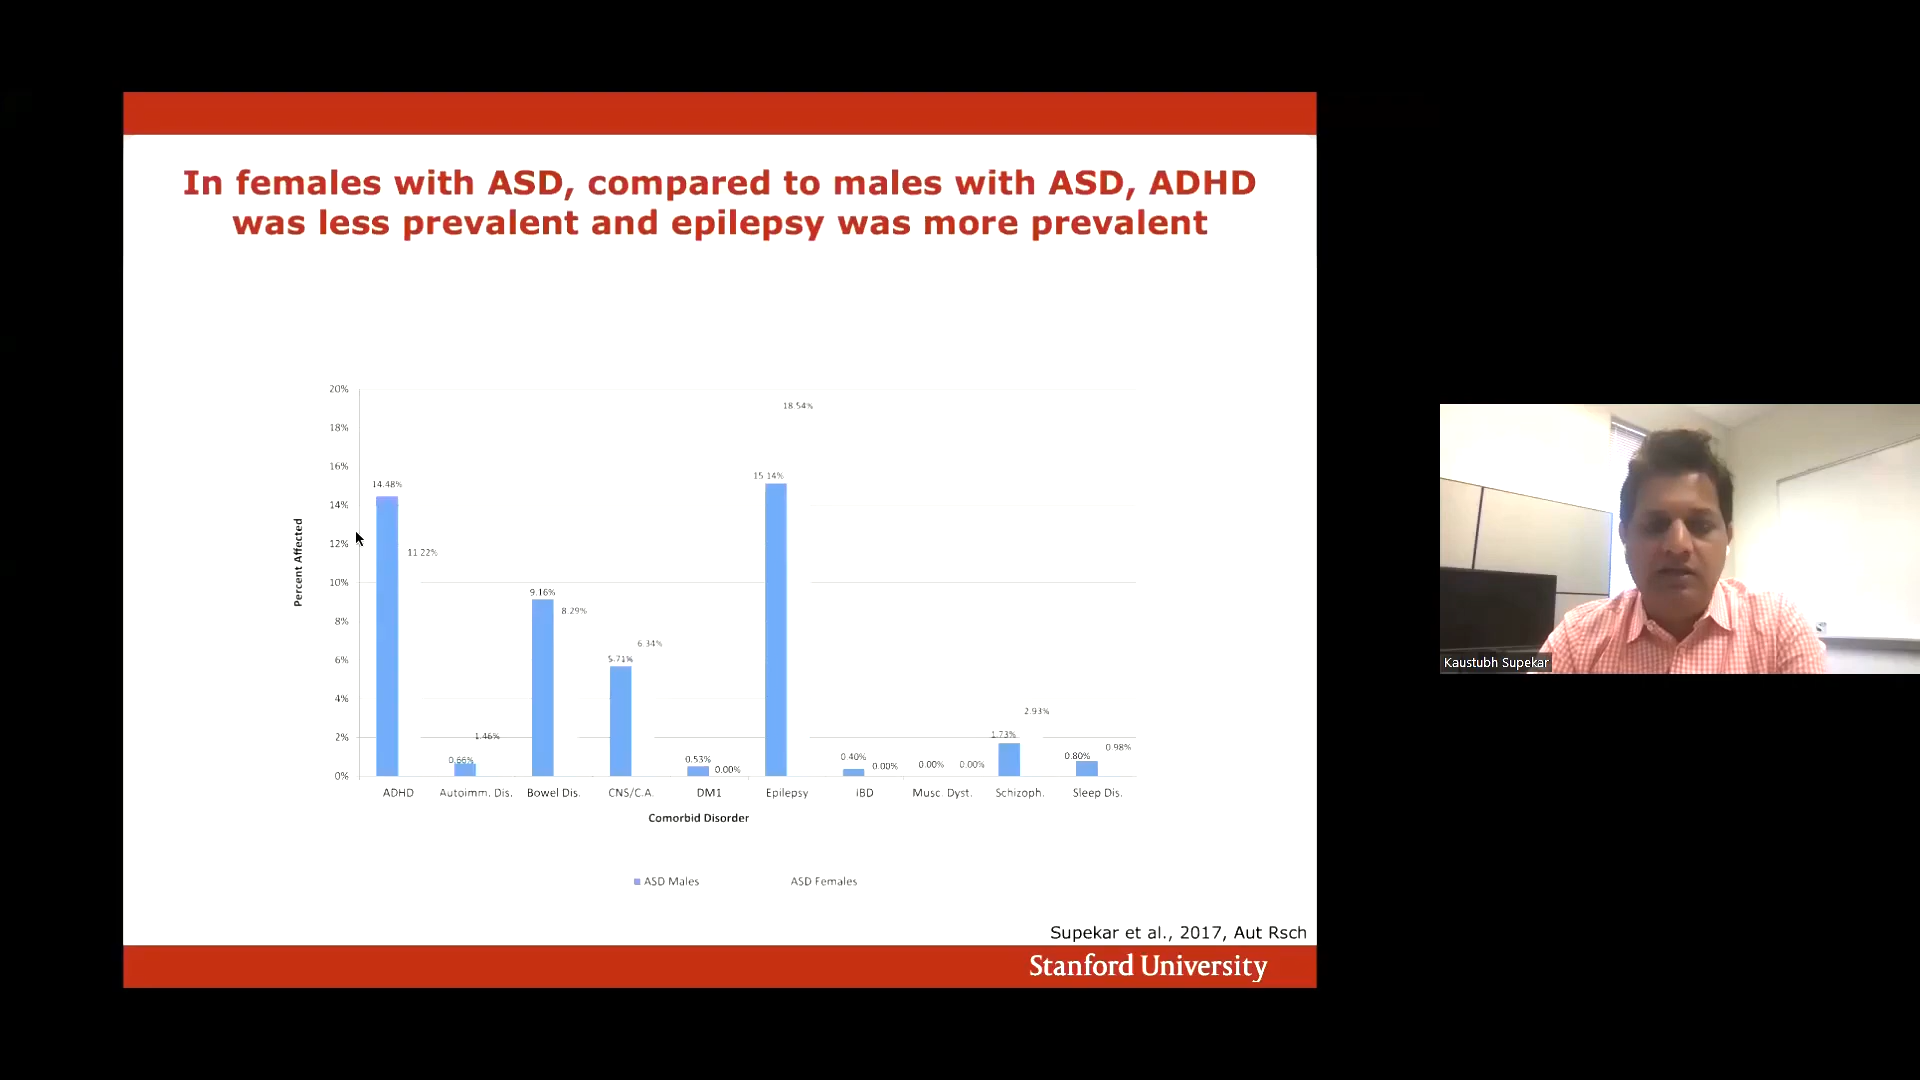 In females with ASD, compared to males with ASD, ADHD
was less prevalent and epilepsy was more prevalent
20%
18%
16%
14%
12%
10%
8%
6%
4%
2%
0%
Percent Affected
14.48%
11.22%
0.66%
1.46%
9.16%
8.29%
5.71%
6.34%
0.53%
0.00%
15.14%
18.54%
0.40%
0.00%
0.00%
0.00%
1.73%
2.93%
0.80%
0.98%
ADHD
Autoimm. Dis.
Bowel Dis.
CNS/C.A.
DM1
Epilepsy
IBD
Musc. Dyst.
Schizoph.
Sleep Dis.
Comorbid Disorder
ASD Males
ASD Females
Supekar et al., 2017, Aut Rsch
Stanford University
Kaustubh Supekar